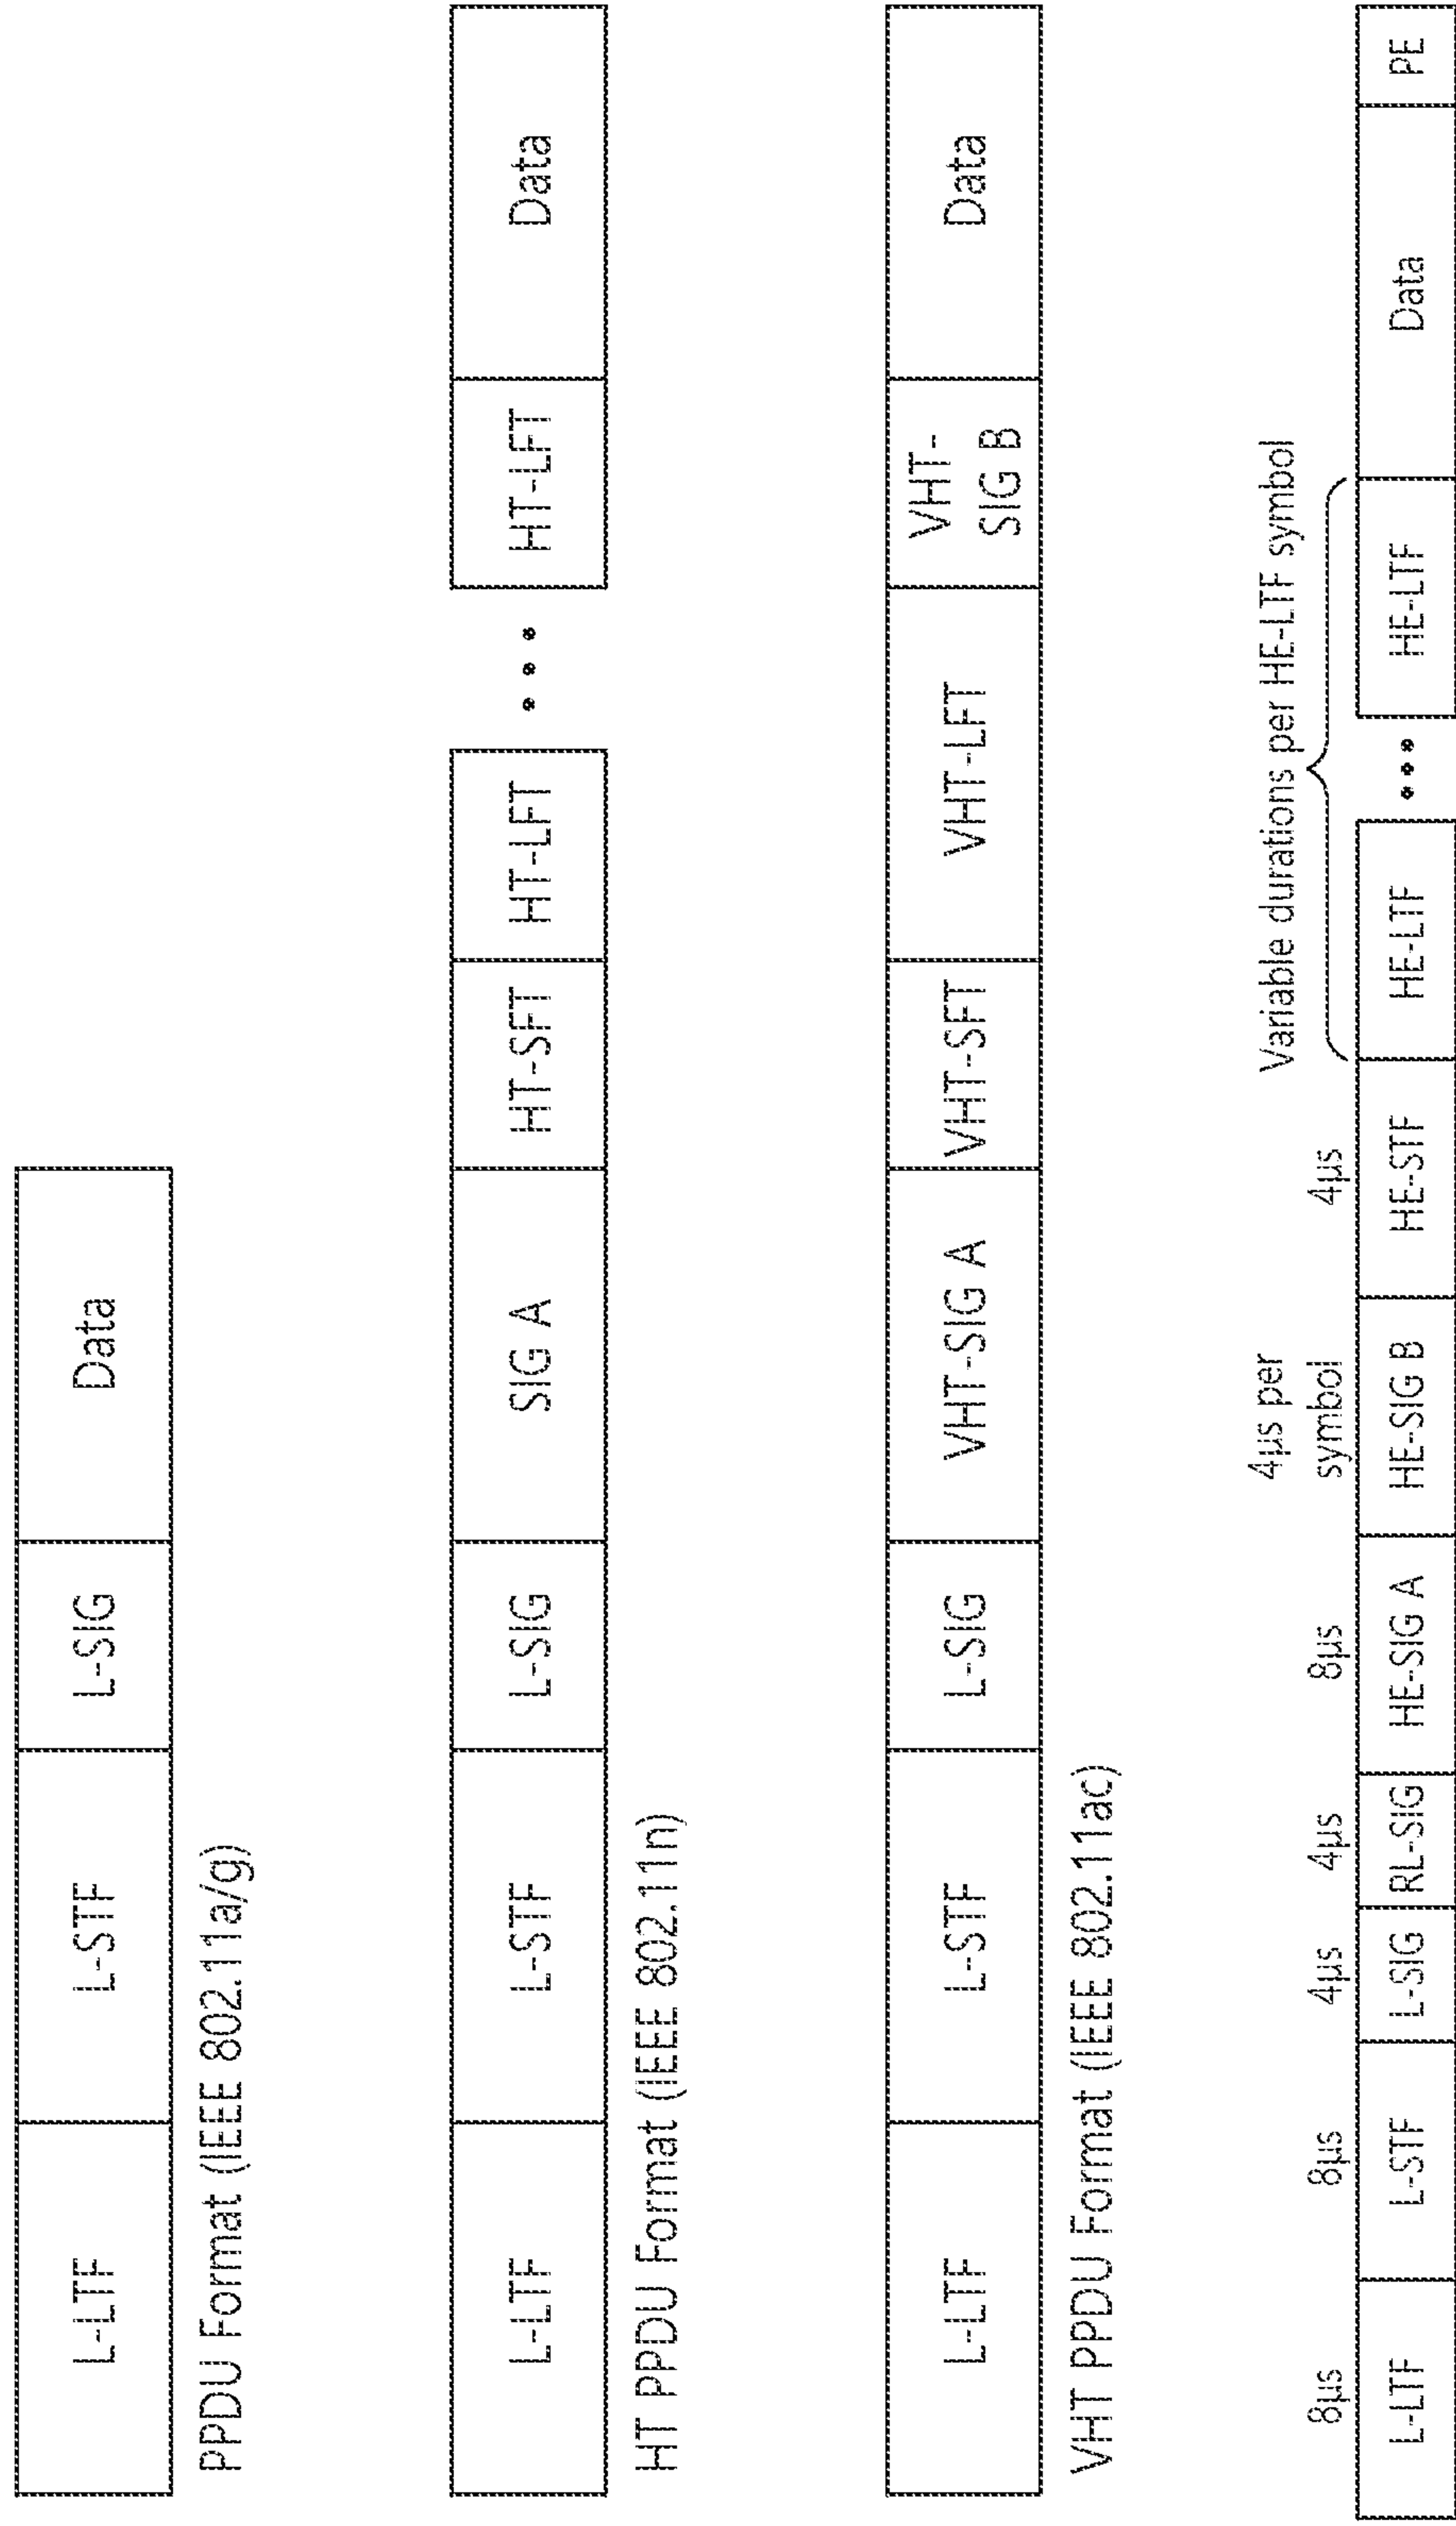 L-LTF
L-STF
L-SIG
Data
PPDU Format (IEEE 802.11a/g)
L-LTF
L-STF
L-SIG
SIG A
HT-SFT
HT-LFT
•••
HT-LFT
Data
HT PPDU Format (IEEE 802.11n)
L-LTF
L-STF
L-SIG
VHT-SIG A
VHT-SFT
VHT-LFT
VHT-
SIG B
Data
VHT PPDU Format (IEEE 802.11ac)
8µs
8µs
4µs
4µs
8µs
4µs per
symbol
4µs
Variable durations per HE-LTF symbol
L-LTF
L-STF
L-SIG
RL-SIG
HE-SIG A
HE-SIG B
HE-STF
HE-LTF
•••
HE-LTF
Data
PE